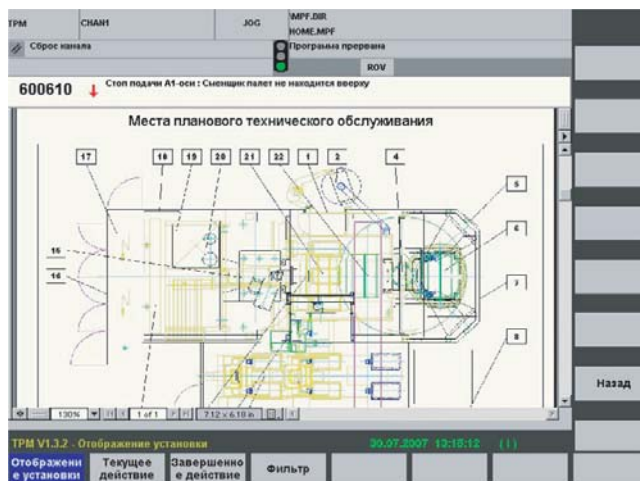 TPM CHAN1 JOG \MPF.DIR
HOME.MPF
Сброс канала Программа прервана
ROV
600610 Стоп подачи А1-оси : Сменщик палет не находится вверху
Места планового технического обслуживания
17 18 19 20 21 22 1 2 4
5
6
15
16
7
8
Назад
130% 1 of 1 7.12 x 6.10 in
TPM V1.3.2 - Отображение установки 30.07.2007 13:15:12 ( I )
Отображени Текущее Завершенно Фильтр
е установки действие е действие